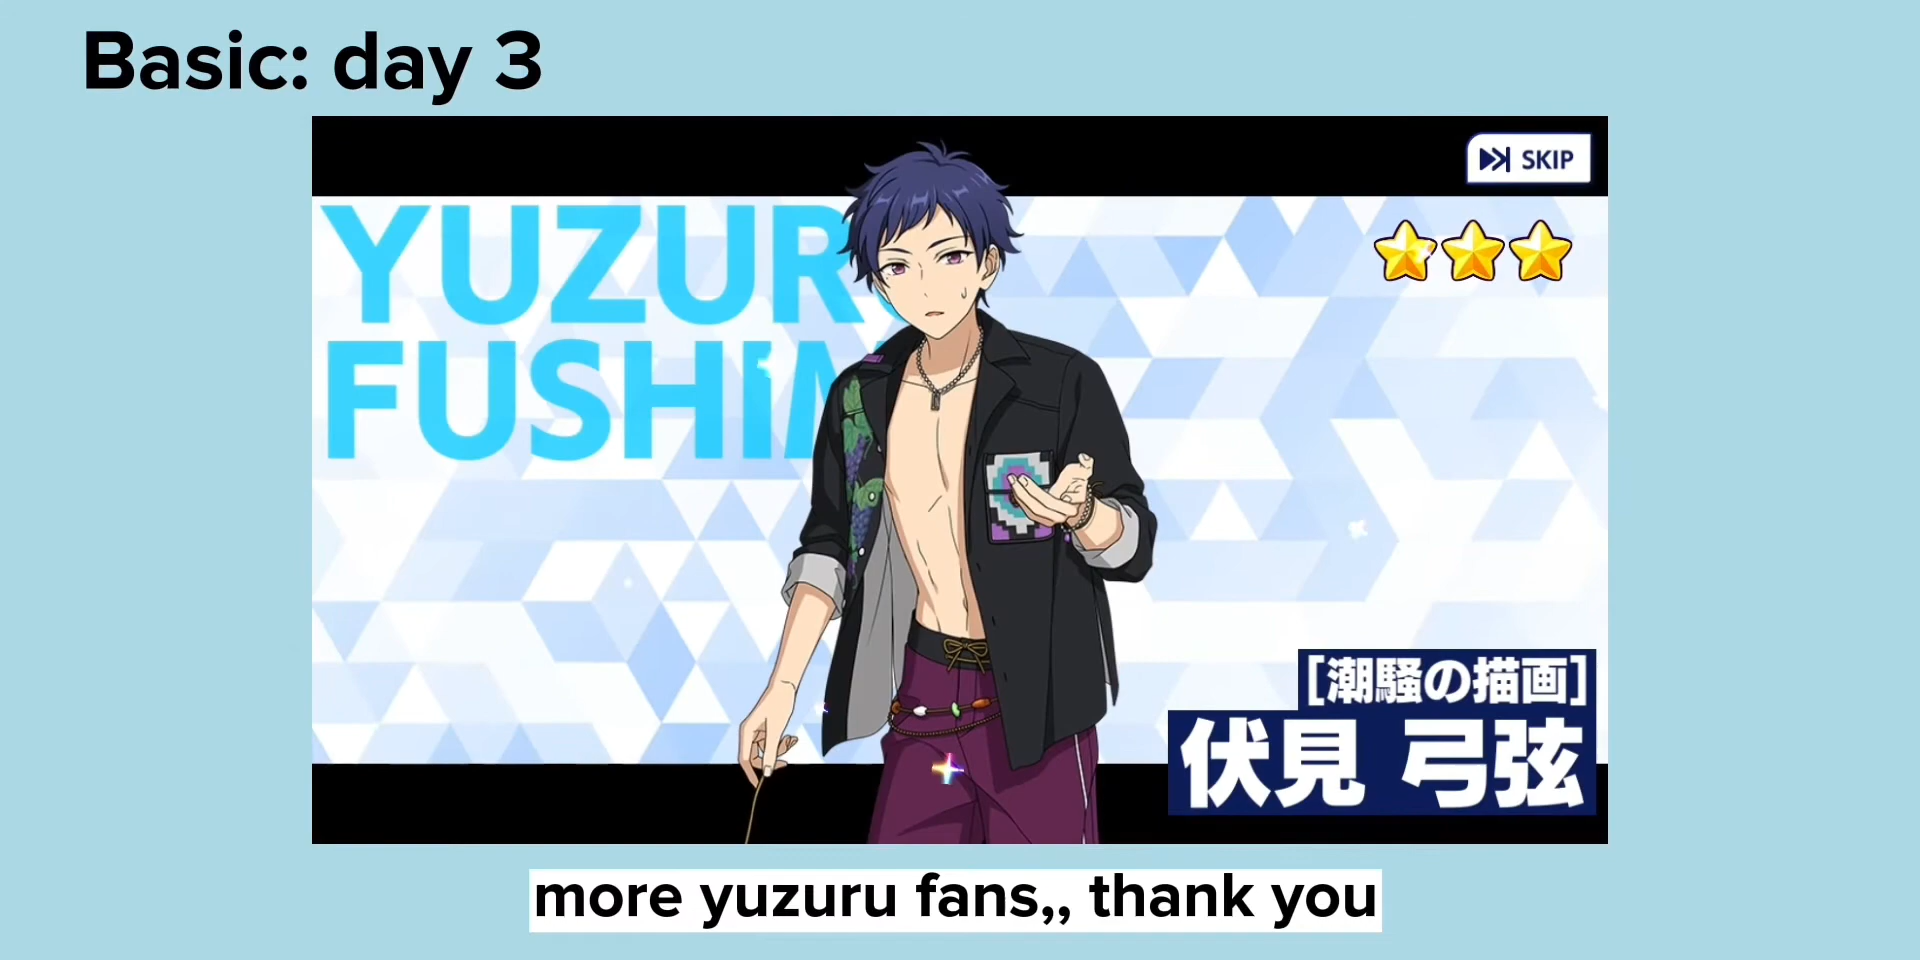 Basic: day 3
SKIP
YUZURU
FUSHIM
[潮騒の描画]
伏見 弓弦
more yuzuru fans,, thank you